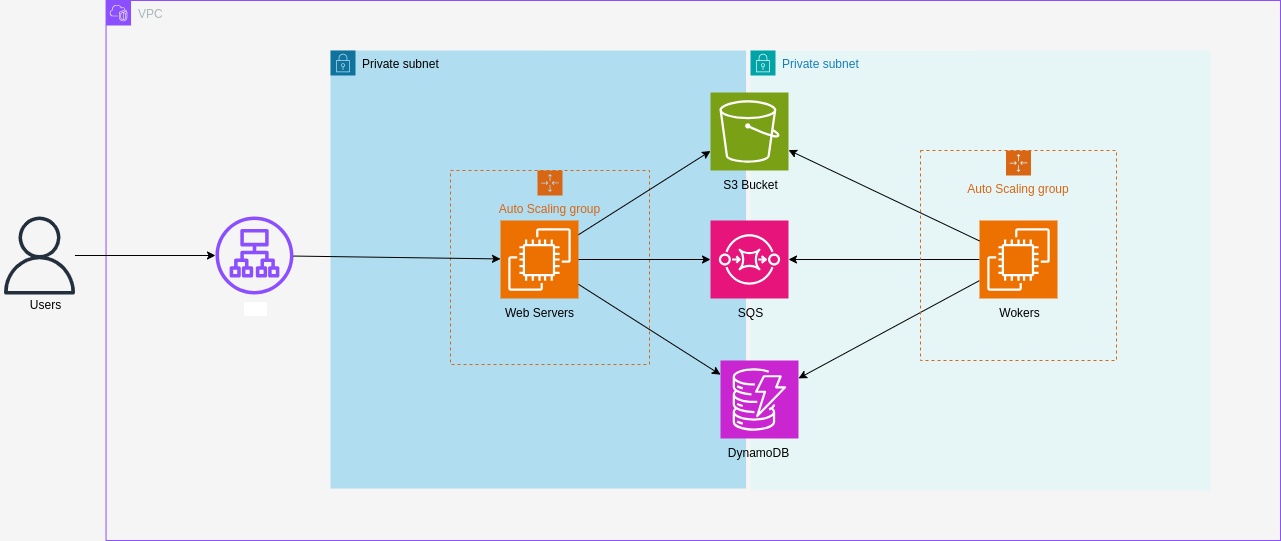 VPC
Private subnet
Private subnet
S3 Bucket
Auto Scaling group
Auto Scaling group
Users
Web Servers
SQS
Wokers
DynamoDB